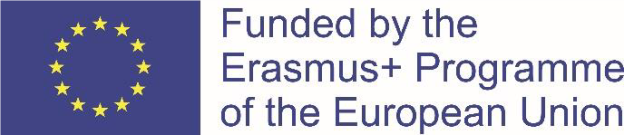 Funded by the
Erasmus+ Programme
of the European Union